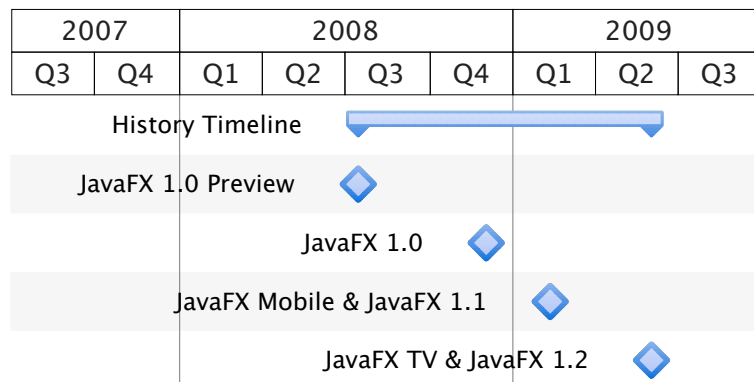 2007 2008 2009
Q3 Q4 Q1 Q2 Q3 Q4 Q1 Q2 Q3
History Timeline
JavaFX 1.0 Preview
JavaFX 1.0
JavaFX Mobile & JavaFX 1.1
JavaFX TV & JavaFX 1.2